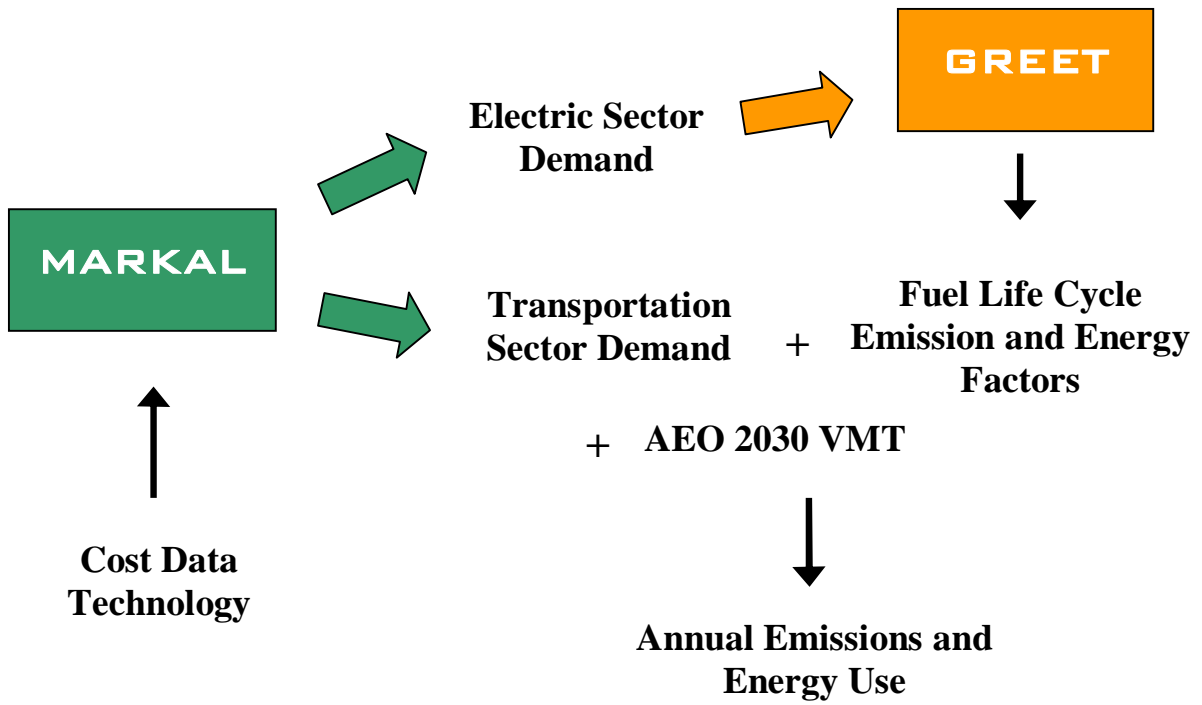 GREET
Electric Sector
Demand
MARKAL
Transportation
Sector Demand
+
Fuel Life Cycle
Emission and Energy
Factors
+ AEO 2030 VMT
Cost Data
Technology
Annual Emissions and
Energy Use